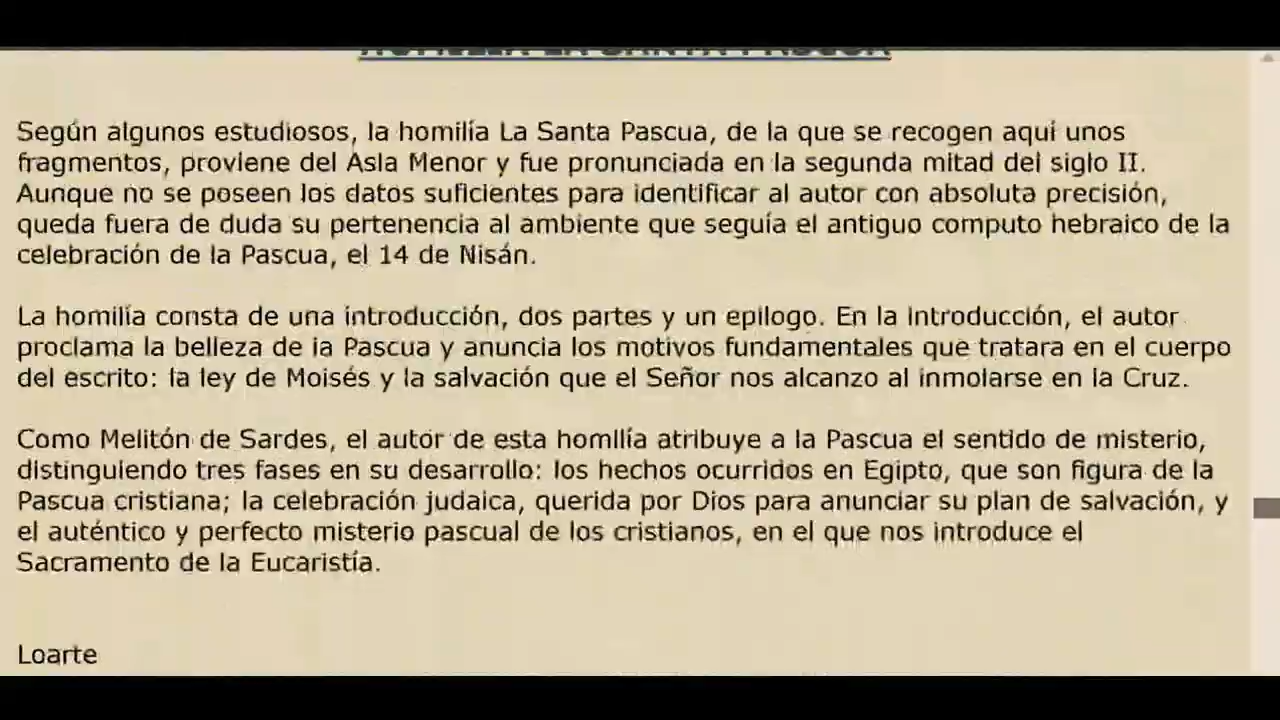 Según algunos estudiosos, la homilía La Santa Pascua, de la que se recogen aquí unos
fragmentos, proviene del Asla Menor y fue pronunciada en la segunda mitad del siglo II.
Aunque no se poseen los datos suficientes para identificar al autor con absoluta precisión,
queda fuera de duda su pertenencia al ambiente que seguía el antiguo computo hebraico de la
celebración de la Pascua, el 14 de Nisán.
La homilía consta de una introducción, dos partes y un epilogo. En la introducción, el autor
proclama la belleza de ia Pascua y anuncia los motivos fundamentales que tratara en el cuerpo
del escrito: la ley de Moisés y la salvación que el Señor nos alcanzo al inmolarse en la Cruz.
Como Melitón de Sardes, el autor de esta homilía atribuye a la Pascua el sentido de misterio,
distinguiendo tres fases en su desarrollo: los hechos ocurridos en Egipto, que son figura de la
Pascua cristiana; la celebración judaica, querida por Dios para anunciar su plan de salvación, y
el auténtico y perfecto misterio pascual de los cristianos, en el que nos introduce el
Sacramento de la Eucaristía.
Loarte